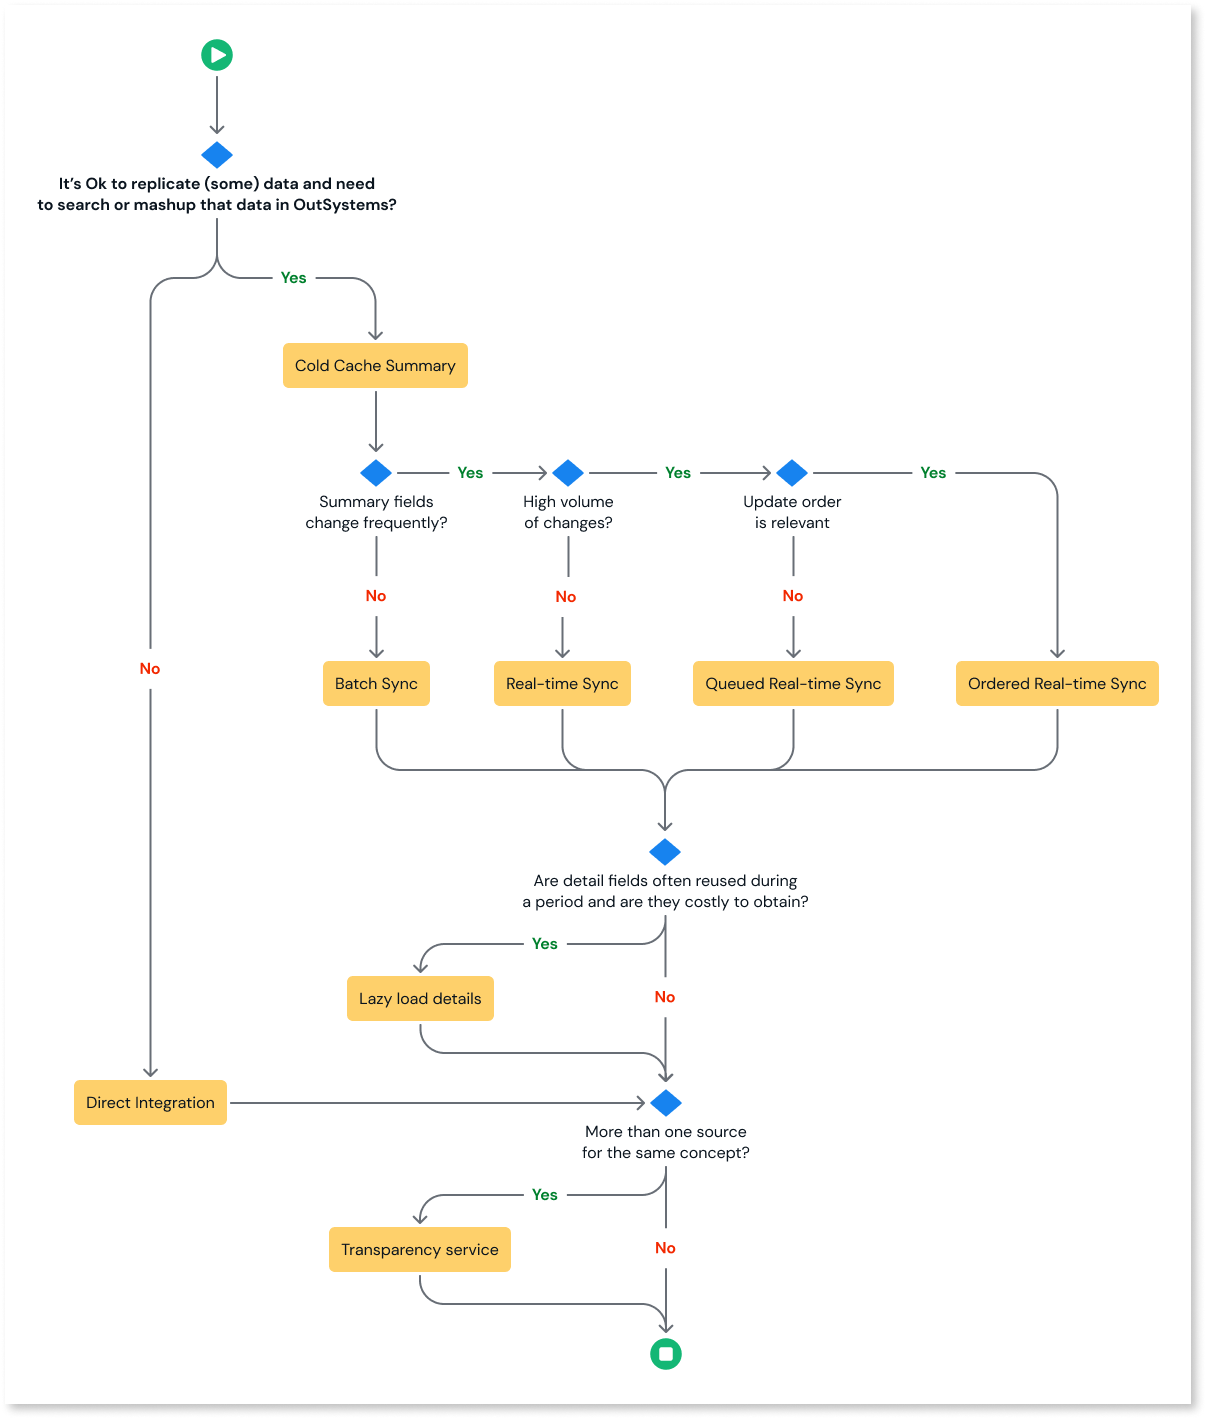 It's Ok to replicate (some) data and need
to search or mashup that data in OutSystems?
Yes
Cold Cache Summary
Yes
Yes
Yes
Summary fields
change frequently?
High volume
of changes?
Update order
is relevant
No
No
No
No
Batch Sync
Real-time Sync
Queued Real-time Sync
Ordered Real-time Sync
Are detail fields often reused during
a period and are they costly to obtain?
Yes
Lazy load details
No
Direct Integration
More than one source
for the same concept?
Yes
Transparency service
No